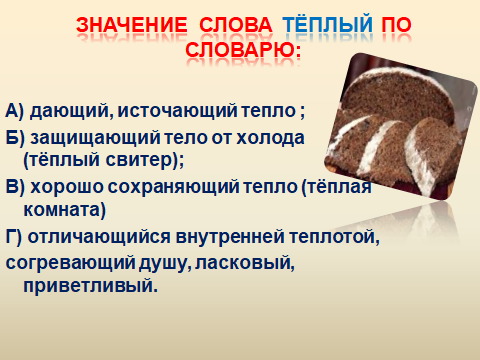 ЗНАЧЕНИЕ СЛОВА ТЁПЛЫЙ ПО
СЛОВАРЮ:
А) дающий, источающий тепло ;
Б) защищающий тело от холода
(тёплый свитер);
В) хорошо сохраняющий тепло (тёплая
комната)
Г) отличающийся внутренней теплотой,
согревающий душу, ласковый,
приветливый.